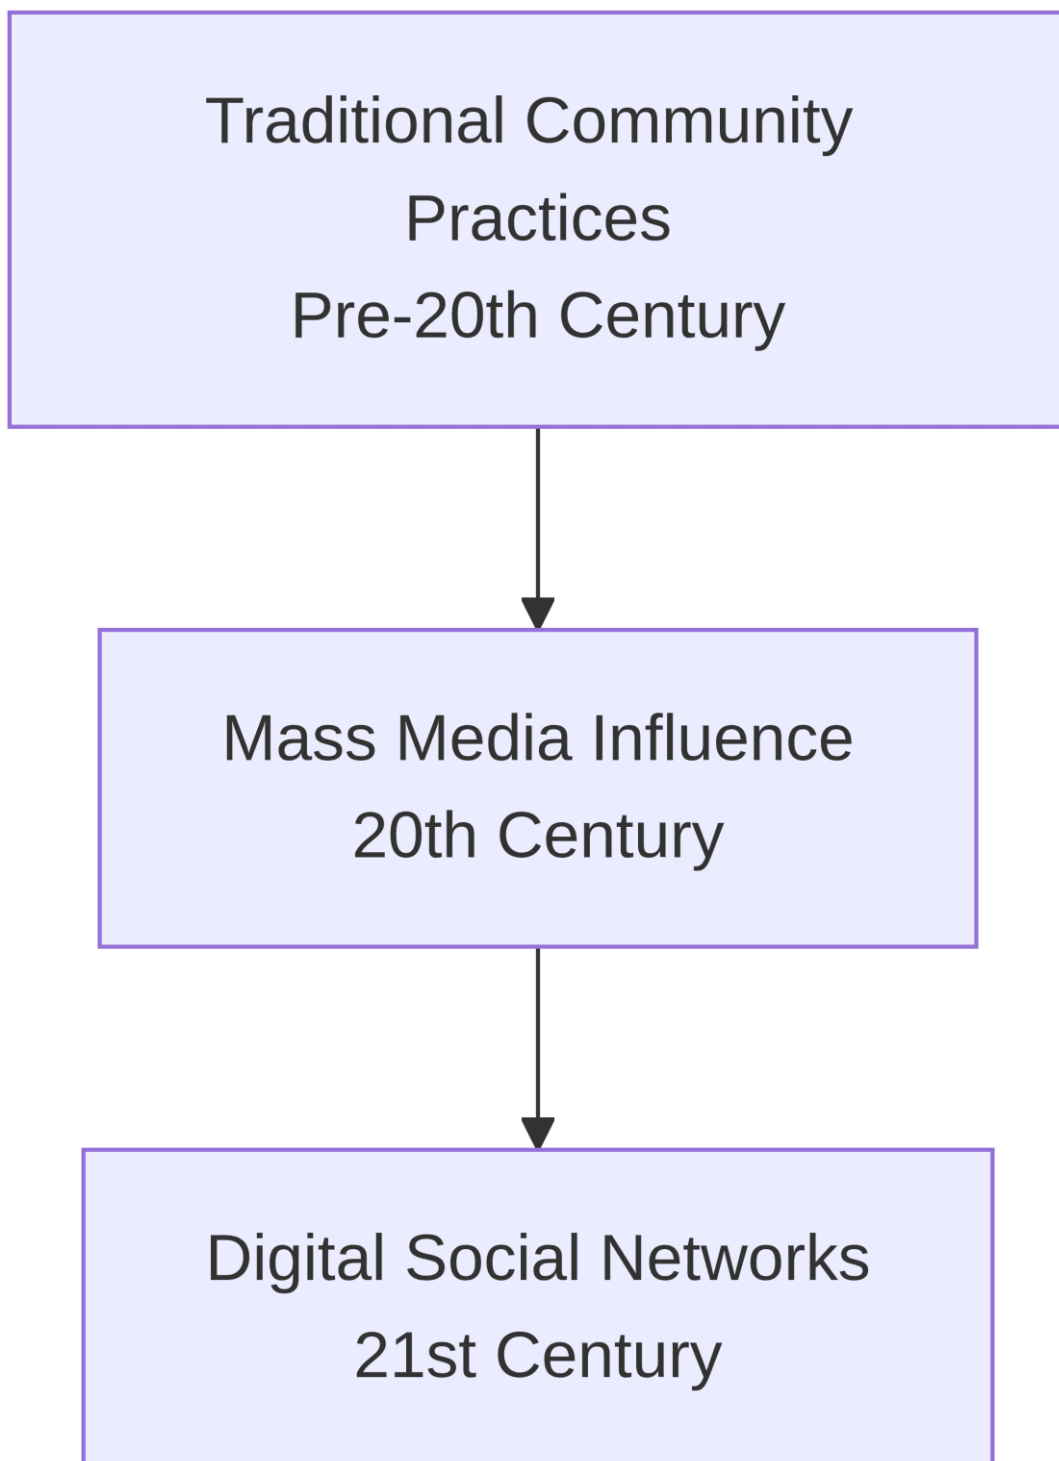 Traditional Community
Practices
Pre-20th Century
Mass Media Influence
20th Century
Digital Social Networks
21st Century